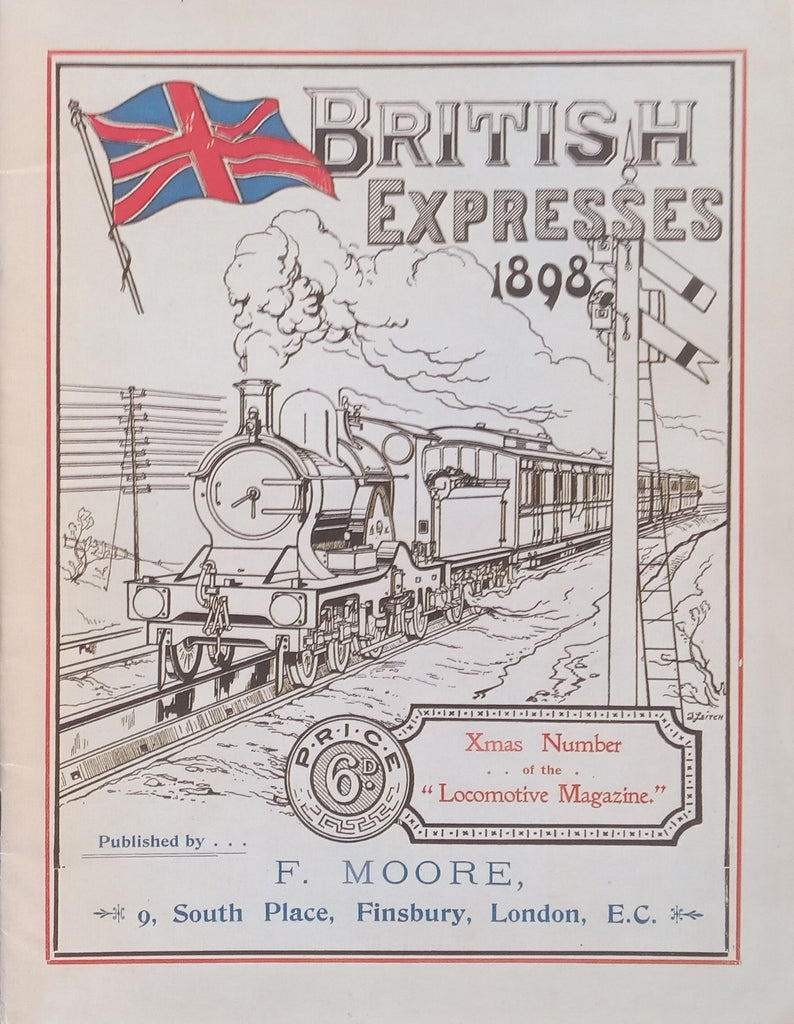 BRITISH
EXPRESSES
1898
J. LEITCH
PRICE
6D.
Xmas Number
. . of the .
"Locomotive Magazine."
Published by . . .
F. MOORE,
9, South Place, Finsbury, London, E.C.